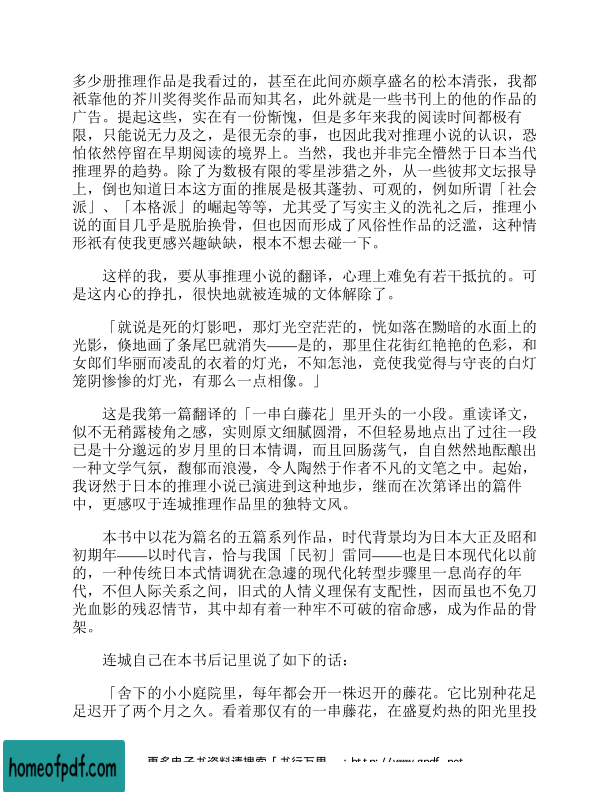 多少册推理作品是我看过的，甚至在此间亦颇享盛名的松本清张，我都
祇靠他的芥川奖得奖作品而知其名，此外就是一些书刊上的他的作品的
广告。提起这些，实在有一份惭愧，但是多年来我的阅读时间都极有
限，只能说无力及之，是很无奈的事，也因此我对推理小说的认识，恐
怕依然停留在早期阅读的境界上。当然，我也并非完全懵然于日本当代
推理界的趋势。除了为数极有限的零星涉猎之外，从一些彼邦文坛报导
上，倒也知道日本这方面的推展是极其蓬勃、可观的，例如所谓「社会
派」、「本格派」的崛起等等，尤其受了写实主义的洗礼之后，推理小
说的面目几乎是脱胎换骨，但也因而形成了风俗性作品的泛滥，这种情
形祇有使我更感兴趣缺缺，根本不想去碰一下。
这样的我，要从事推理小说的翻译，心理上难免有若干抵抗的。可
是这内心的挣扎，很快地就被连城的文体解除了。
「就说是死的灯影吧，那灯光空茫茫的，恍如落在黝暗的水面上的
光影，倏地画了条尾巴就消失——是的，那里住花街红艳艳的色彩，和
女郎们华丽而凌乱的衣着的灯光，不知怎池，竞使我觉得与守丧的白灯
笼阴惨惨的灯光，有那么一点相像。」
这是我第一篇翻译的「一串白藤花」里开头的一小段。重读译文，
似不无稍露棱角之感，实则原文细腻圆滑，不但轻易地点出了过往一段
已是十分邈远的岁月里的日本情调，而且回肠荡气，自自然然地酝酿出
一种文学气氛，馥郁而浪漫，令人陶然于作者不凡的文笔之中。起始，
我讶然于日本的推理小说已演进到这种地步，继而在次第译出的篇件
中，更感叹于连城推理作品里的独特文风。
本书中以花为篇名的五篇系列作品，时代背景均为日本大正及昭和
初期年——以时代言，恰与我国「民初」雷同——也是日本现代化以前
的，一种传统日本式情调犹在急遽的现代化转型步骤里一息尚存的年
代，不但人际关系之间，旧式的人情义理保有支配性，因而虽也不免刀
光血影的残忍情节，其中却有着一种牢不可破的宿命感，成为作品的骨
架。
连城自己在本书后记里说了如下的话：
「舍下的小小庭院里，每年都会开一株迟开的藤花。它比别种花足
足迟开了两个月之久。看着那仅有的一串藤花，在盛夏灼热的阳光里投
homeofpdf.com